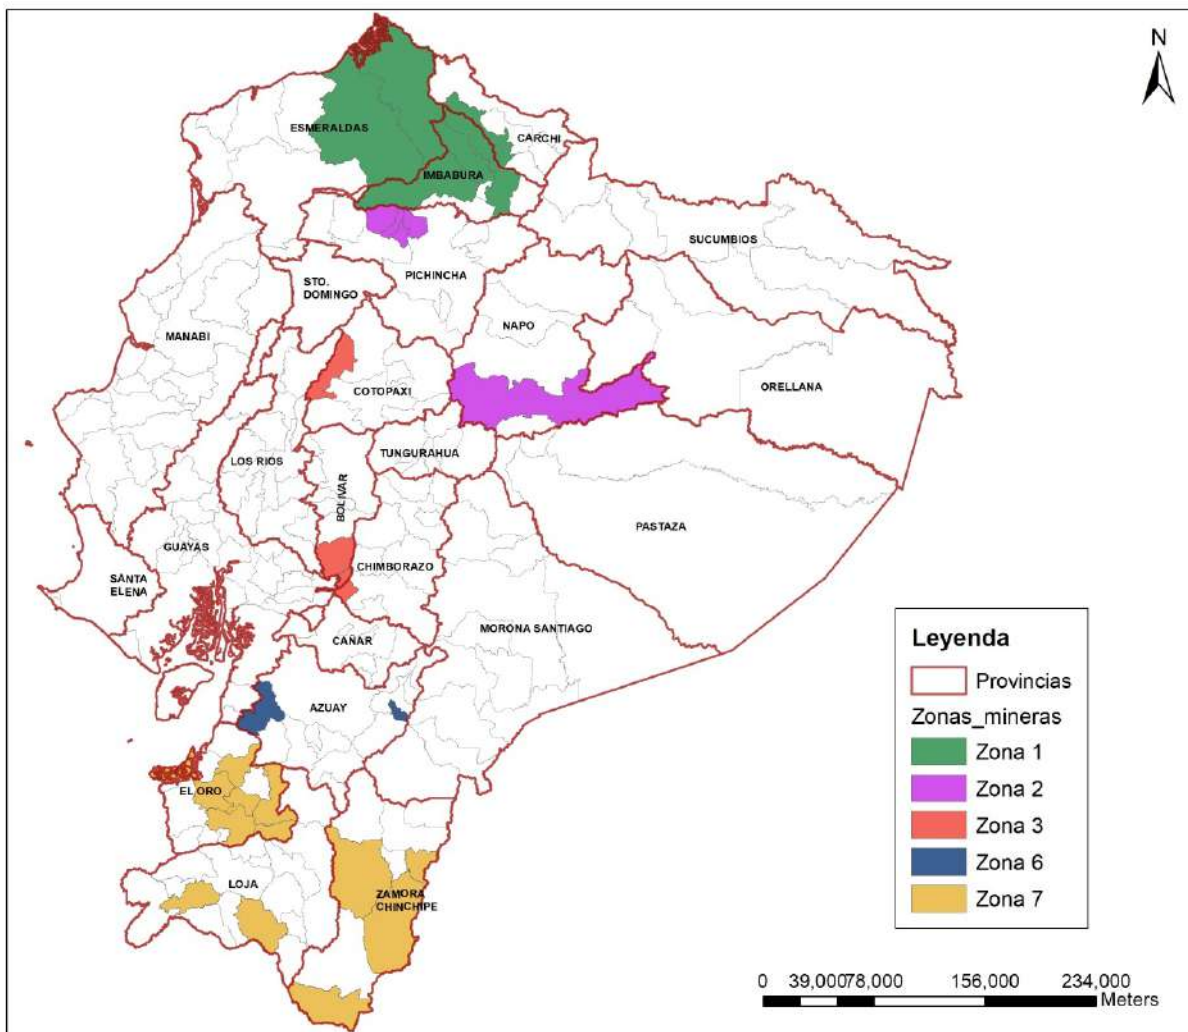 N
ESMERALDAS
CARCHI
IMBABURA
SUCUMBIOS
PICHINCHA
STO.
DOMINGO
NAPO
MANABI
COTOPAXI
ORELLANA
LOS RIOS
TUNGURAHUA
BOLIVAR
PASTAZA
GUAYAS
CHIMBORAZO
SANTA
ELENA
MORONA SANTIAGO
CAÑAR
AZUAY
EL ORO
LOJA
ZAMORA
CHINCHIPE
Leyenda
Provincias
Zonas_mineras
Zona 1
Zona 2
Zona 3
Zona 6
Zona 7
0 39,000 78,000 156,000 234,000
Meters